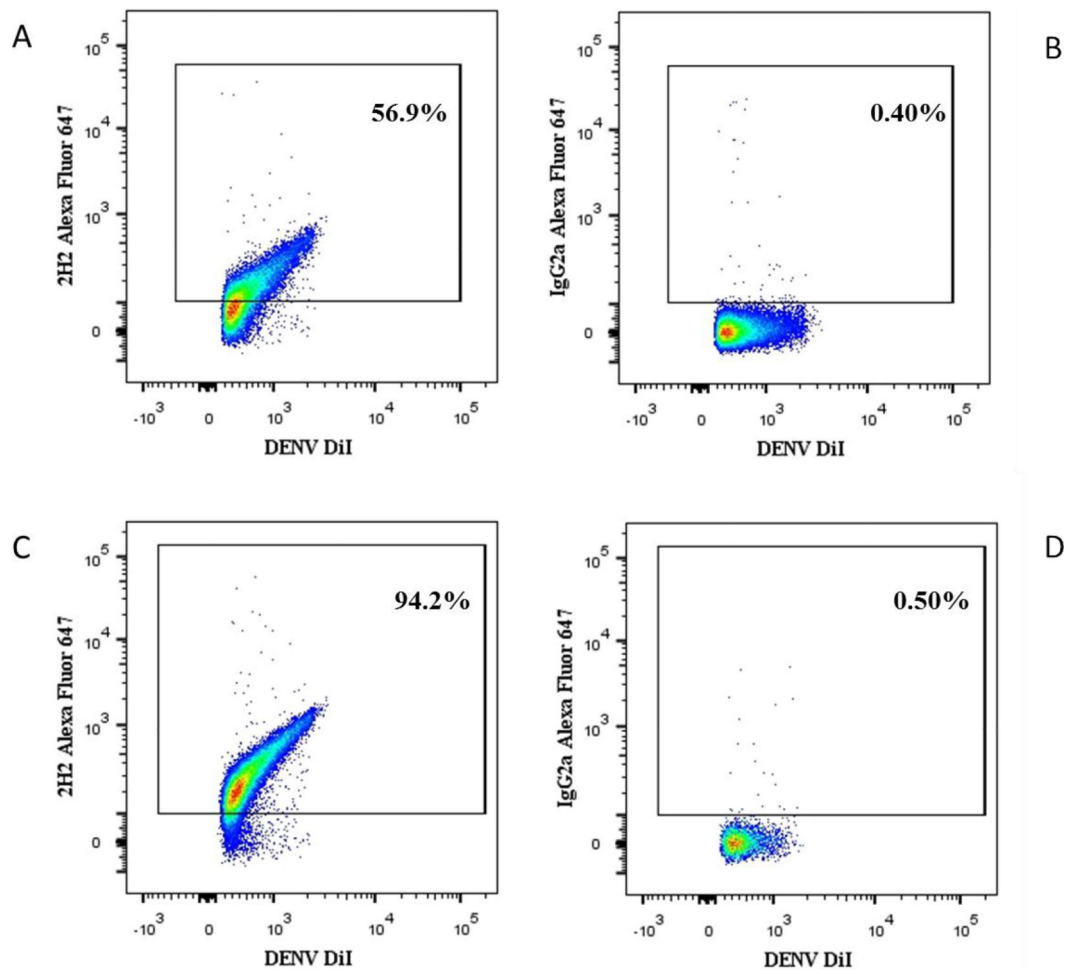 A
B
56.9%
0.40%
2H2 Alexa Fluor 647
IgG2a Alexa Fluor 647
10^5
10^4
10^3
0
10^5
10^4
10^3
0
-10^3 0 10^3 10^4 10^5
-10^3 0 10^3 10^4 10^5
DENV DiI
DENV DiI
C
D
94.2%
0.50%
2H2 Alexa Fluor 647
IgG2a Alexa Fluor 647
10^5
10^4
10^3
0
10^5
10^4
10^3
0
-10^3 0 10^3 10^4 10^5
-10^3 0 10^3 10^4 10^5
DENV DiI
DENV DiI